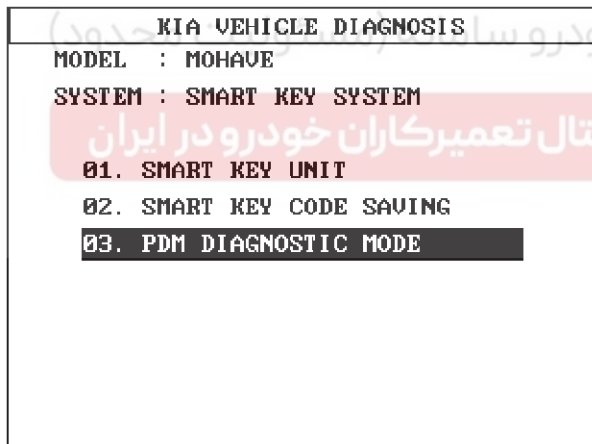 KIA VEHICLE DIAGNOSIS
MODEL : MOHAVE
SYSTEM : SMART KEY SYSTEM
تال تعمیرکاران خودرو در ایران
01. SMART KEY UNIT
02. SMART KEY CODE SAVING
03. PDM DIAGNOSTIC MODE